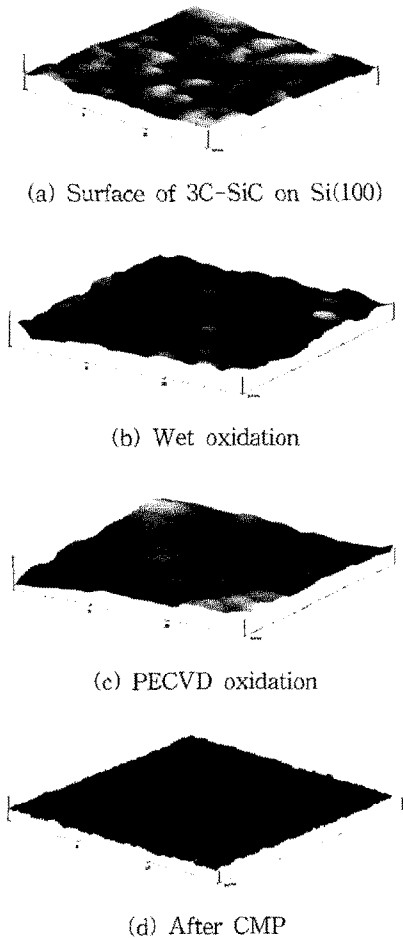 (a) Surface of 3C-SiC on Si(100)
(b) Wet oxidation
(c) PECVD oxidation
(d) After CMP